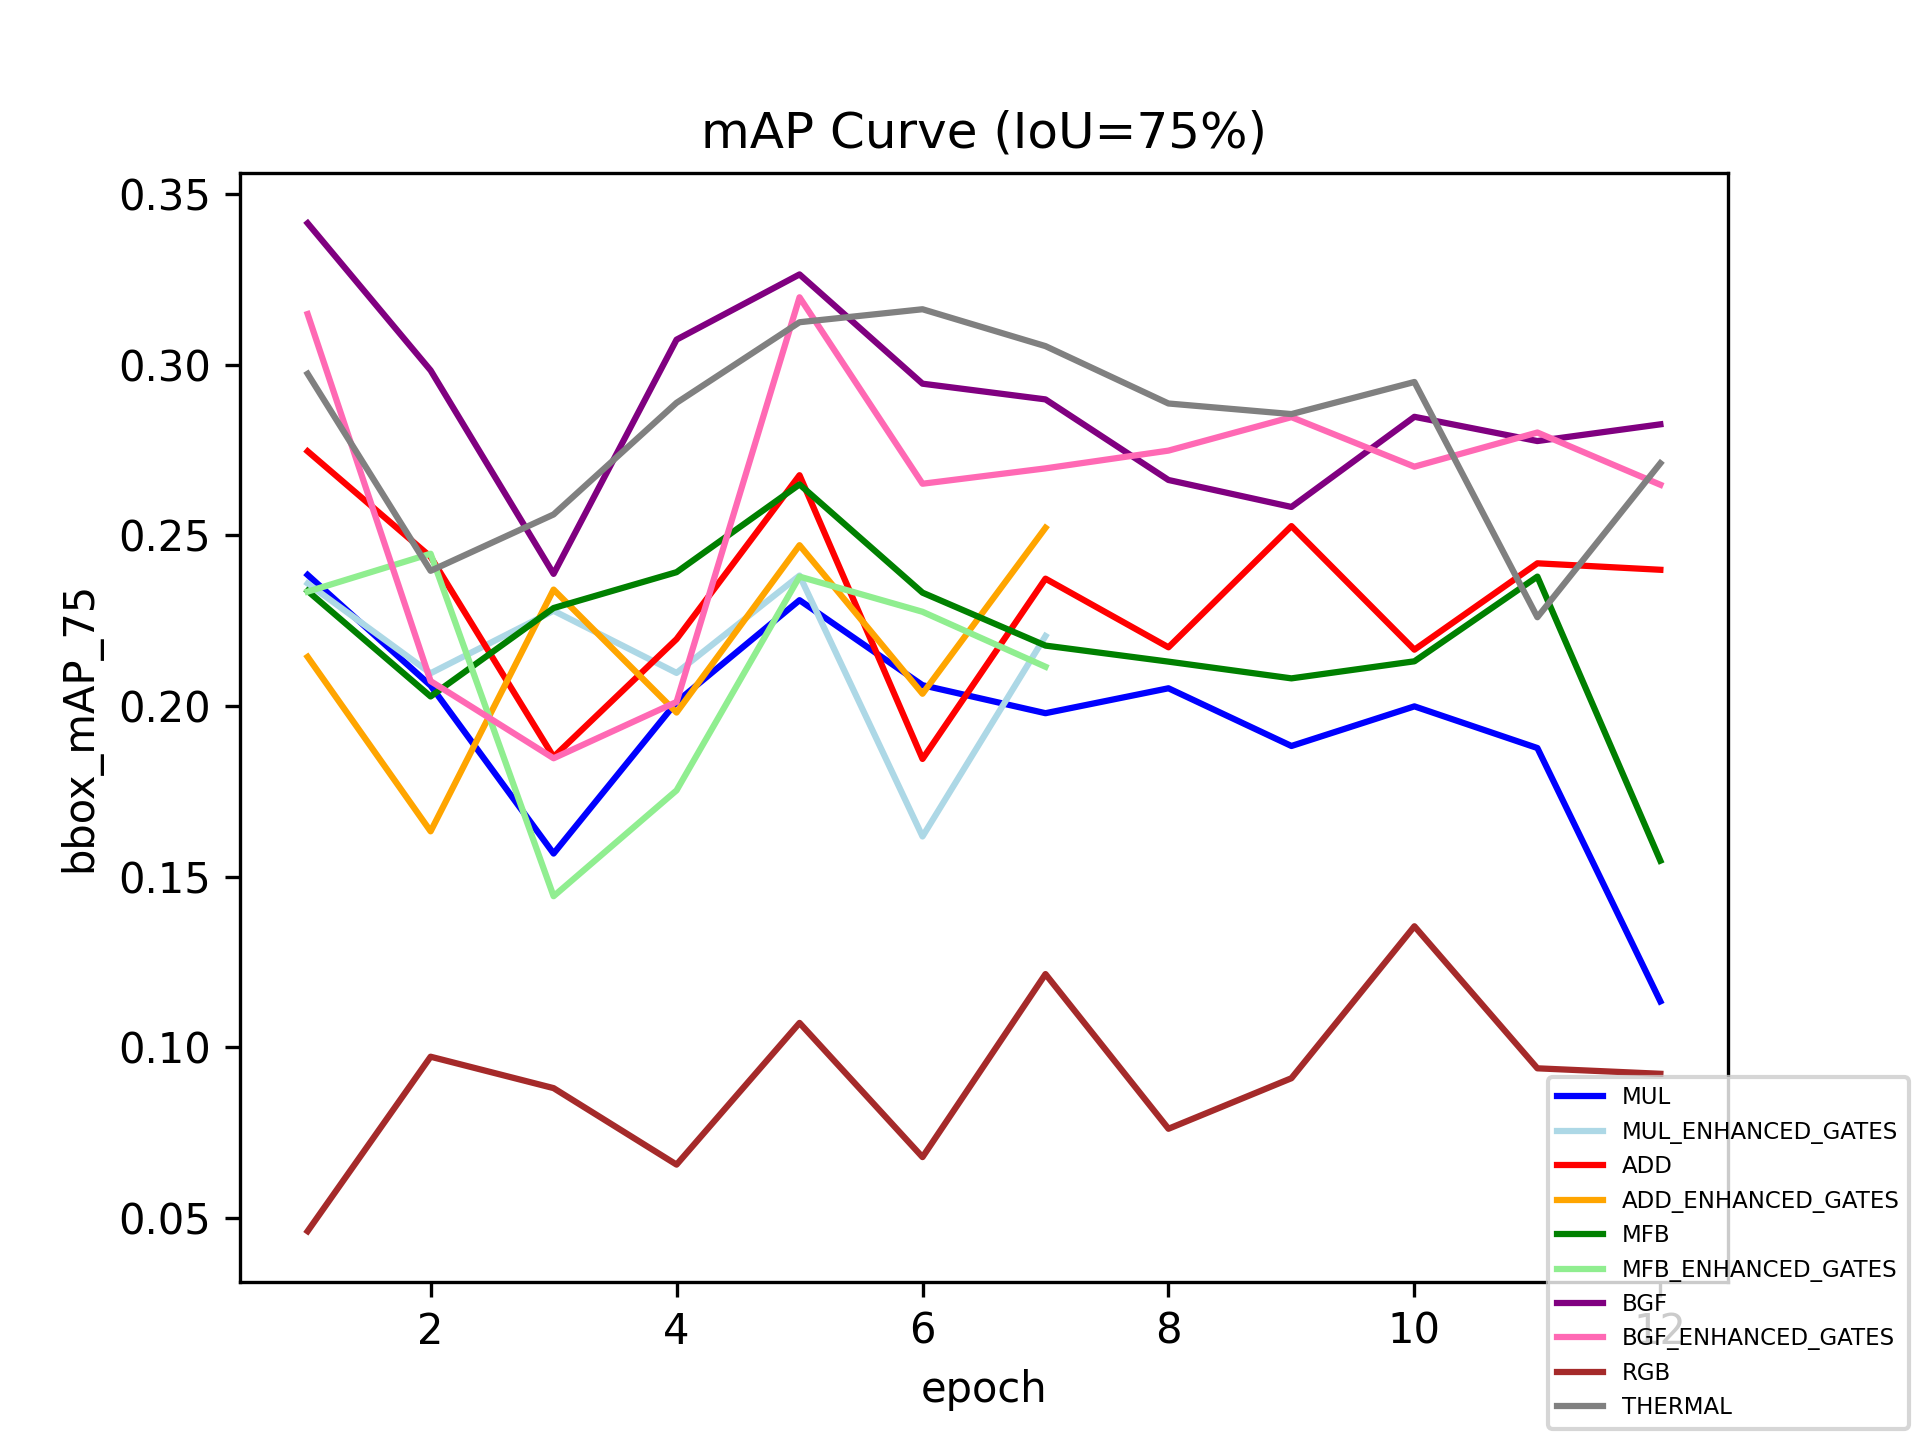 mAP Curve (IoU=75%)
0.35
0.30
0.25
0.20
0.15
0.10
0.05
bbox_mAP_75
2 4 6 8 10 12
epoch
MUL
MUL_ENHANCED_GATES
ADD
ADD_ENHANCED_GATES
MFB
MFB_ENHANCED_GATES
BGF
BGF_ENHANCED_GATES
RGB
THERMAL